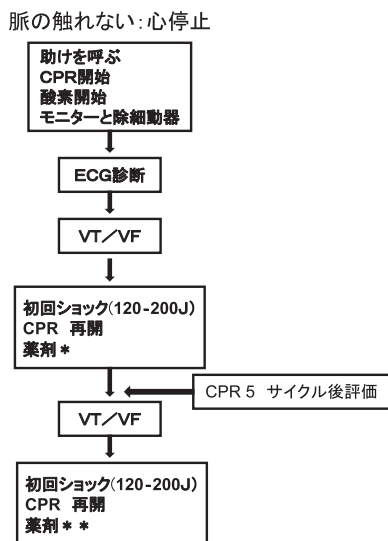 脈の触れない:心停止
助けを呼ぶ
CPR開始
酸素開始
モニターと除細動器
ECG診断
VT/VF
初回ショック(120-200J)
CPR 再開
薬剤*
CPR 5 サイクル後評価
VT/VF
初回ショック(120-200J)
CPR 再開
薬剤**